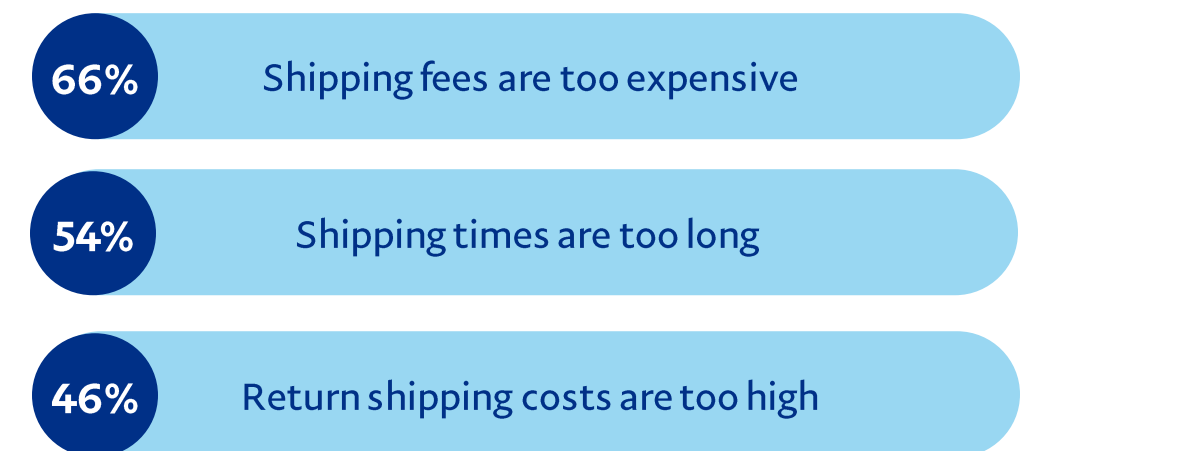 66% Shipping fees are too expensive
54% Shipping times are too long
46% Return shipping costs are too high